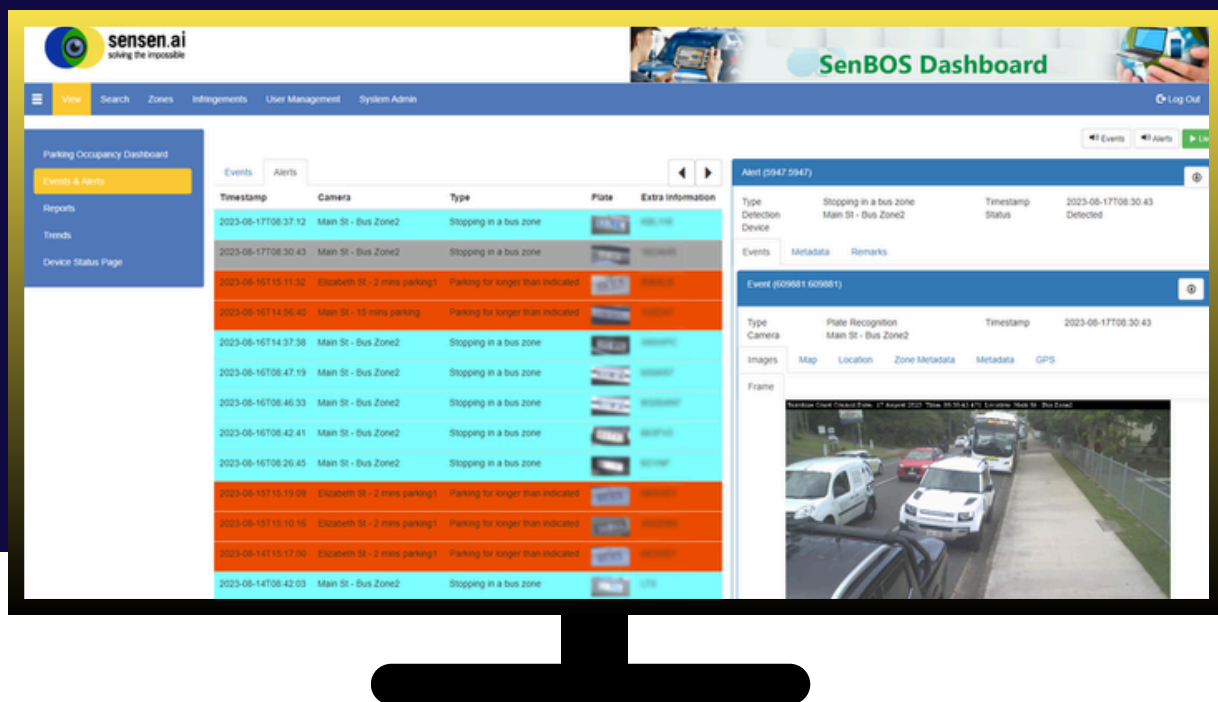 sensen.ai
solving the impossible
SenBOS Dashboard
View Search Zones Infringements User Management System Admin Log Out
Parking Occupancy Dashboard
Events & Alerts
Reports
Trends
Device Status Page
Events Alerts
Events Alerts
Timestamp Camera Type Plate Extra Information
2023-08-17T08:37:12 Main St - Bus Zone2 Stopping in a bus zone
2023-08-17T08:30:43 Main St - Bus Zone2 Stopping in a bus zone
2023-08-16T15:11:32 Elizabeth St - 2 mins parking1 Parking for longer than indicated
2023-08-16T14:56:40 Main St - 15 mins parking Parking for longer than indicated
2023-08-16T14:37:38 Main St - Bus Zone2 Stopping in a bus zone
2023-08-16T08:47:19 Main St - Bus Zone2 Stopping in a bus zone
2023-08-16T08:46:33 Main St - Bus Zone2 Stopping in a bus zone
2023-08-16T08:42:41 Main St - Bus Zone2 Stopping in a bus zone
2023-08-16T08:26:45 Main St - Bus Zone2 Stopping in a bus zone
2023-08-15T15:19:09 Elizabeth St - 2 mins parking1 Parking for longer than indicated
2023-08-15T15:10:16 Elizabeth St - 2 mins parking1 Parking for longer than indicated
2023-08-14T15:17:00 Elizabeth St - 2 mins parking1 Parking for longer than indicated
2023-08-14T08:42:03 Main St - Bus Zone2 Stopping in a bus zone
Alert (5947:5947)
Type Stopping in a bus zone Timestamp 2023-08-17T08:30:43
Detection Main St - Bus Zone2 Status Detected
Device
Events Metadata Remarks
Event (609881:609881)
Type Plate Recognition Timestamp 2023-08-17T08:30:43
Camera Main St - Bus Zone2
Images Map Location Zone Metadata Metadata GPS
Frame
Sunshine Coast Council Date: 17 August 2023 Location: Main St - Bus Zone2